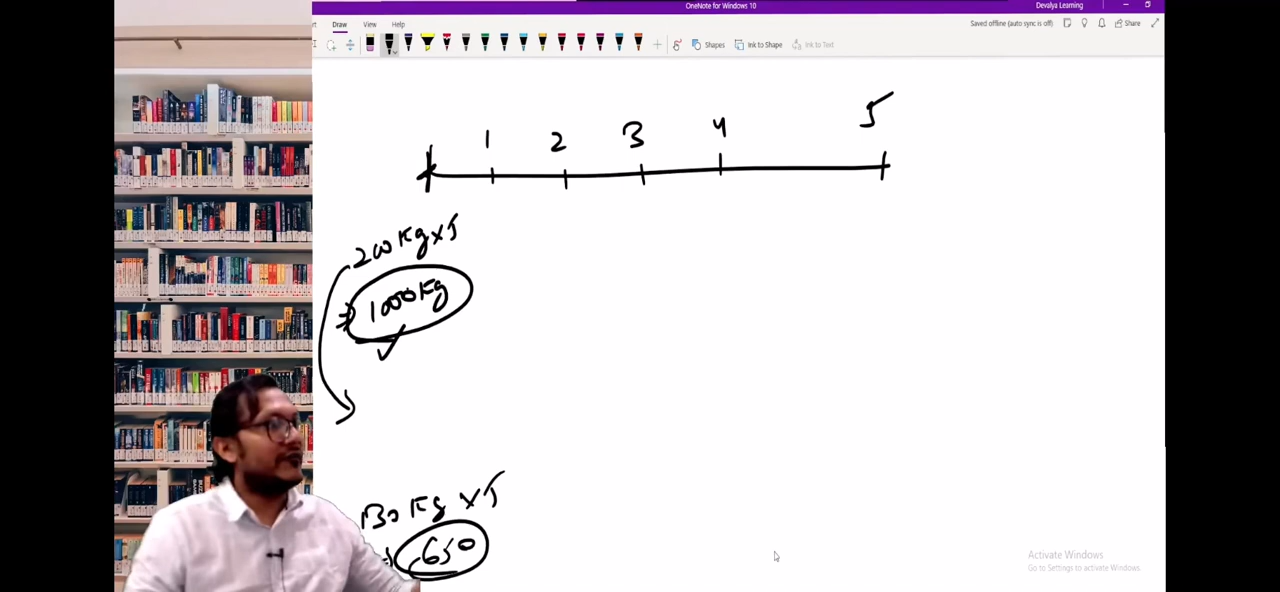 OneNote for Windows 10
Devalya Learning
Draw View Help
Saved offline (auto sync is off)
Share
Shapes Ink to Shape Ink to Text
1 2 3 4 5
200 Kg x 5
⇒ 1000 Kg
130 Kg x 5
650
Activate Windows
Go to Settings to activate Windows.